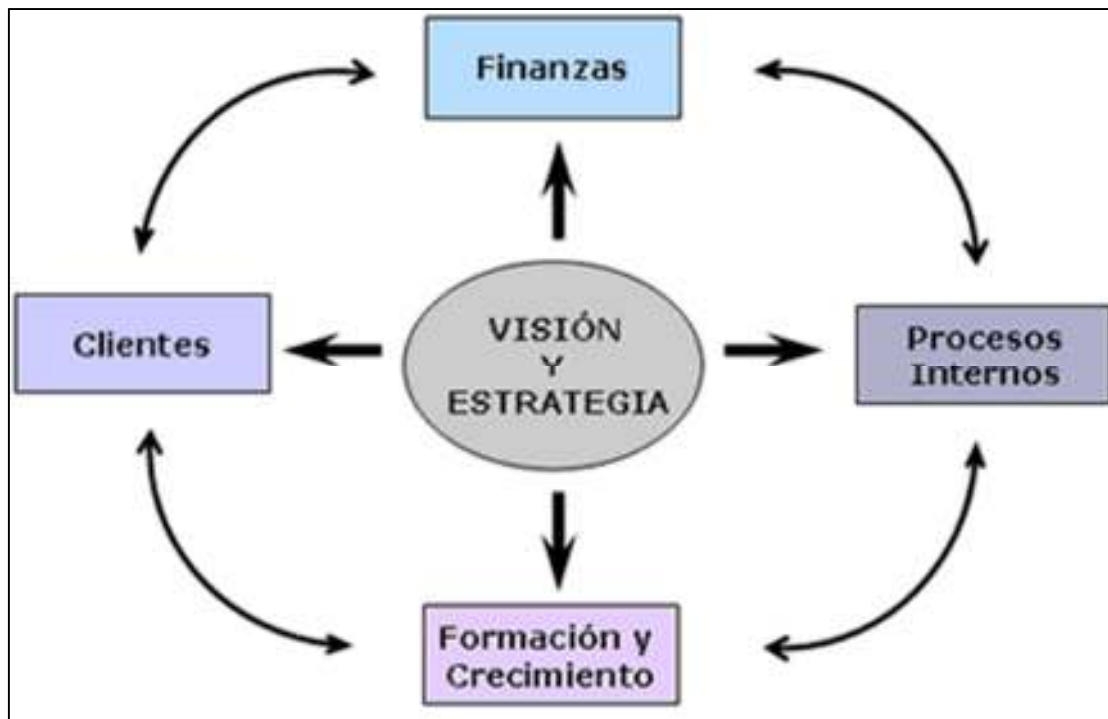 Finanzas
Clientes
VISIÓN
Y
ESTRATEGIA
Procesos
Internos
Formación y
Crecimiento